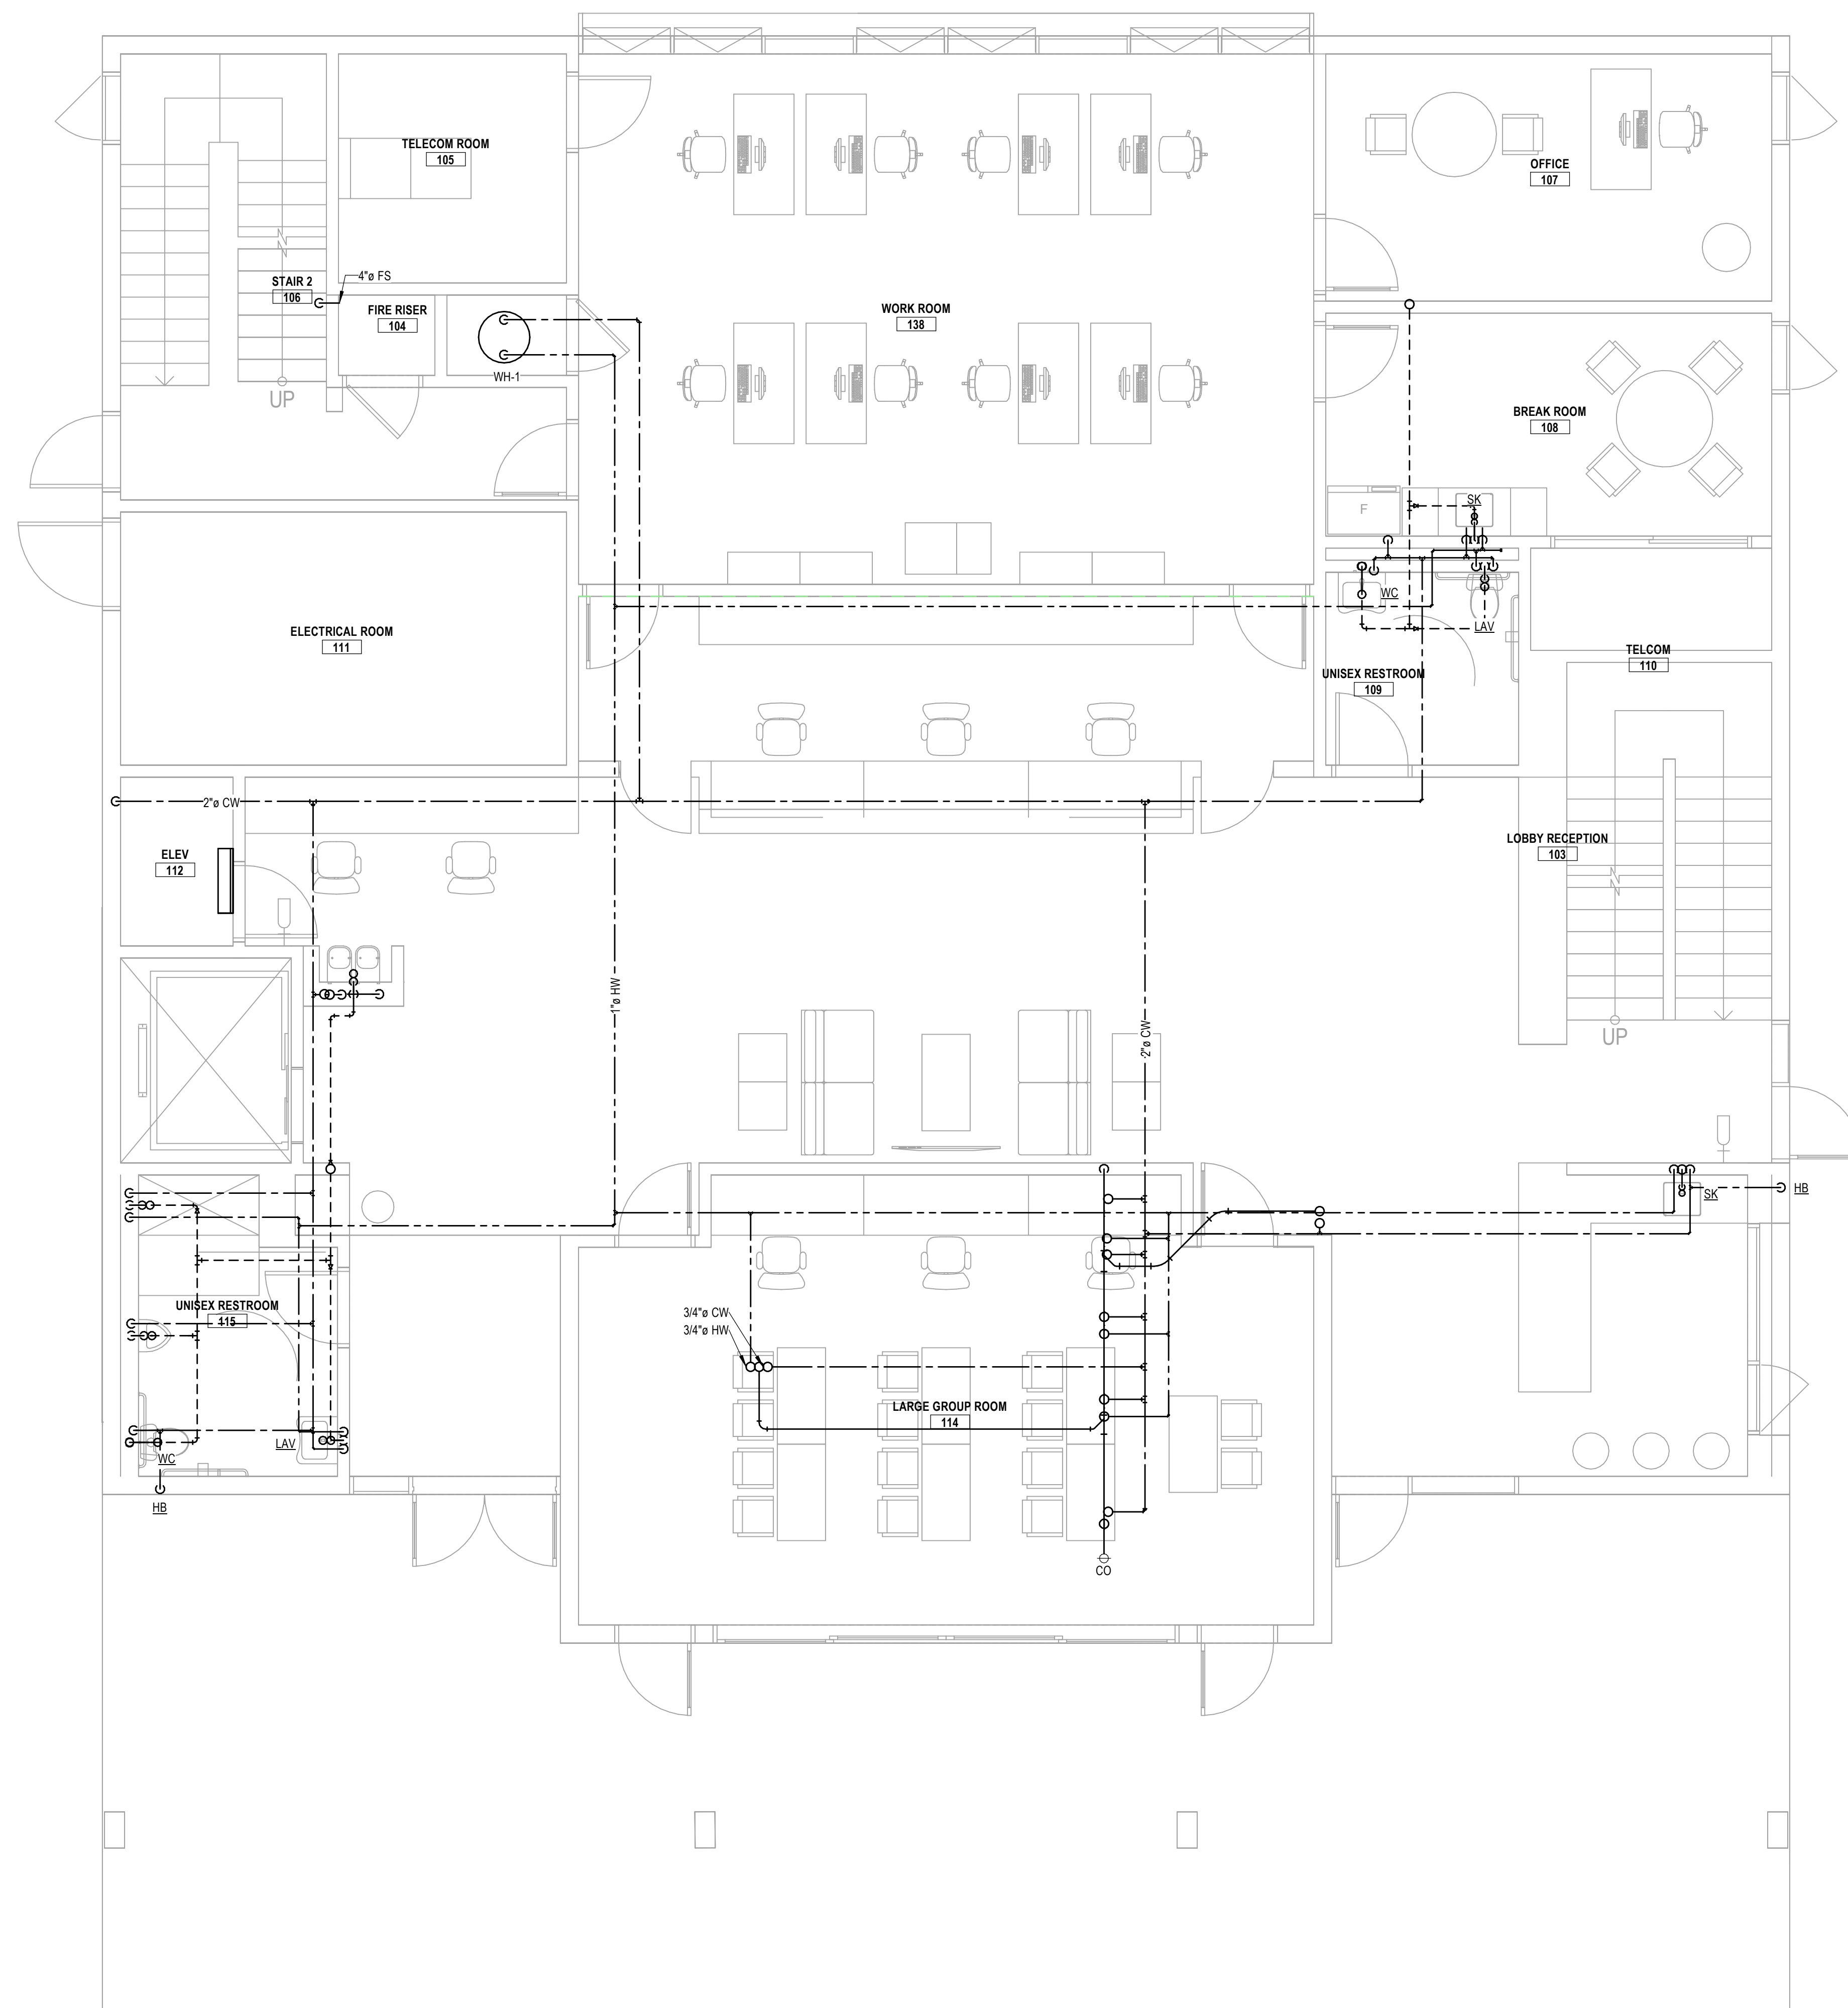 TELECOM ROOM
105
OFFICE
107
4"ø FS
STAIR 2
106
FIRE RISER
104
WORK ROOM
138
WH-1
UP
BREAK ROOM
108
SK
F
WC
LAV
ELECTRICAL ROOM
111
TELCOM
110
UNISEX RESTROOM
109
2"ø CW
LOBBY RECEPTION
103
ELEV
112
1"ø HW
2"ø CW
UP
SK
HB
UNISEX RESTROOM
115
3/4"ø CW
3/4"ø HW
LARGE GROUP ROOM
114
LAV
WC
HB
CO